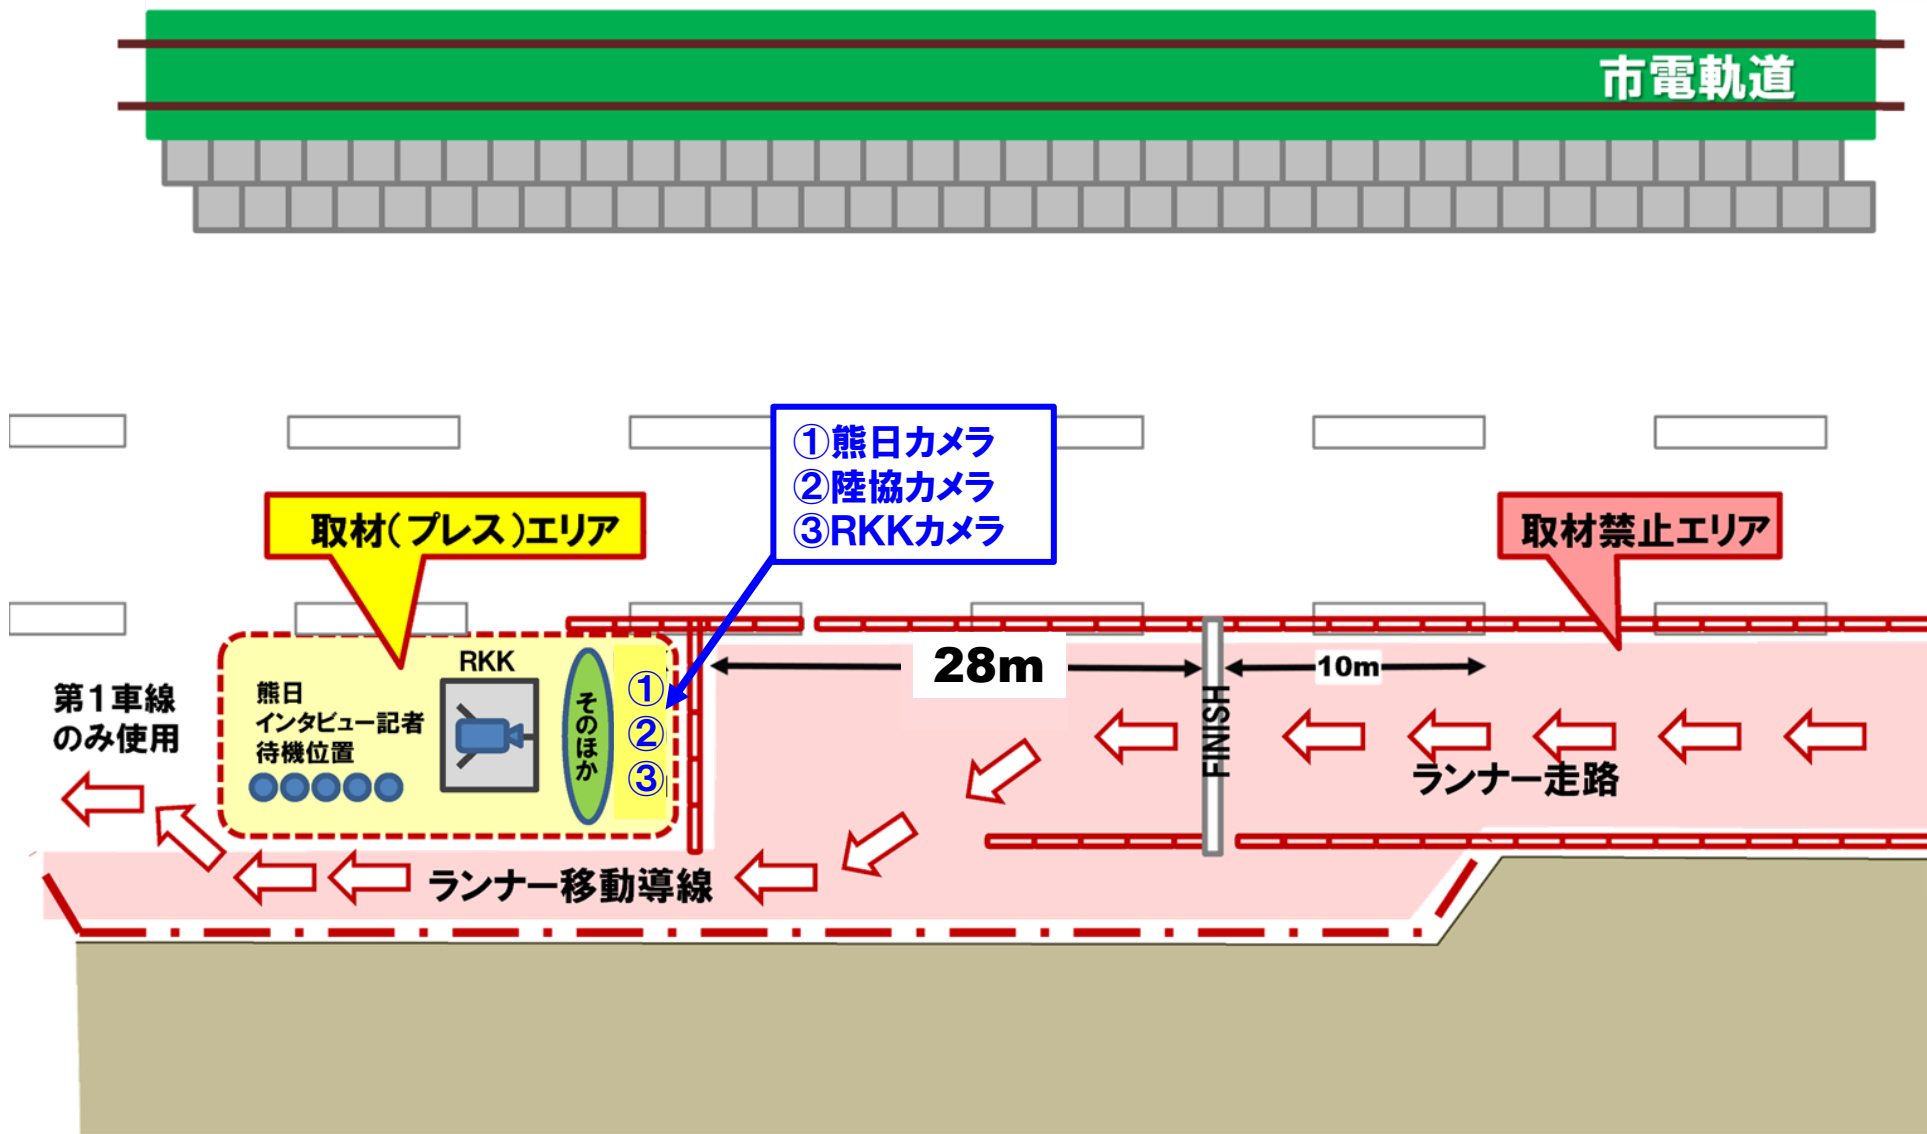 市電軌道
①熊日カメラ
②陸協カメラ
③RKKカメラ
取材(プレス)エリア
取材禁止エリア
第1車線
のみ使用
熊日
インタビュー記者
待機位置
RKK
そのほか
①
②
③
28m
10m
FINISH
ランナー走路
ランナー移動導線